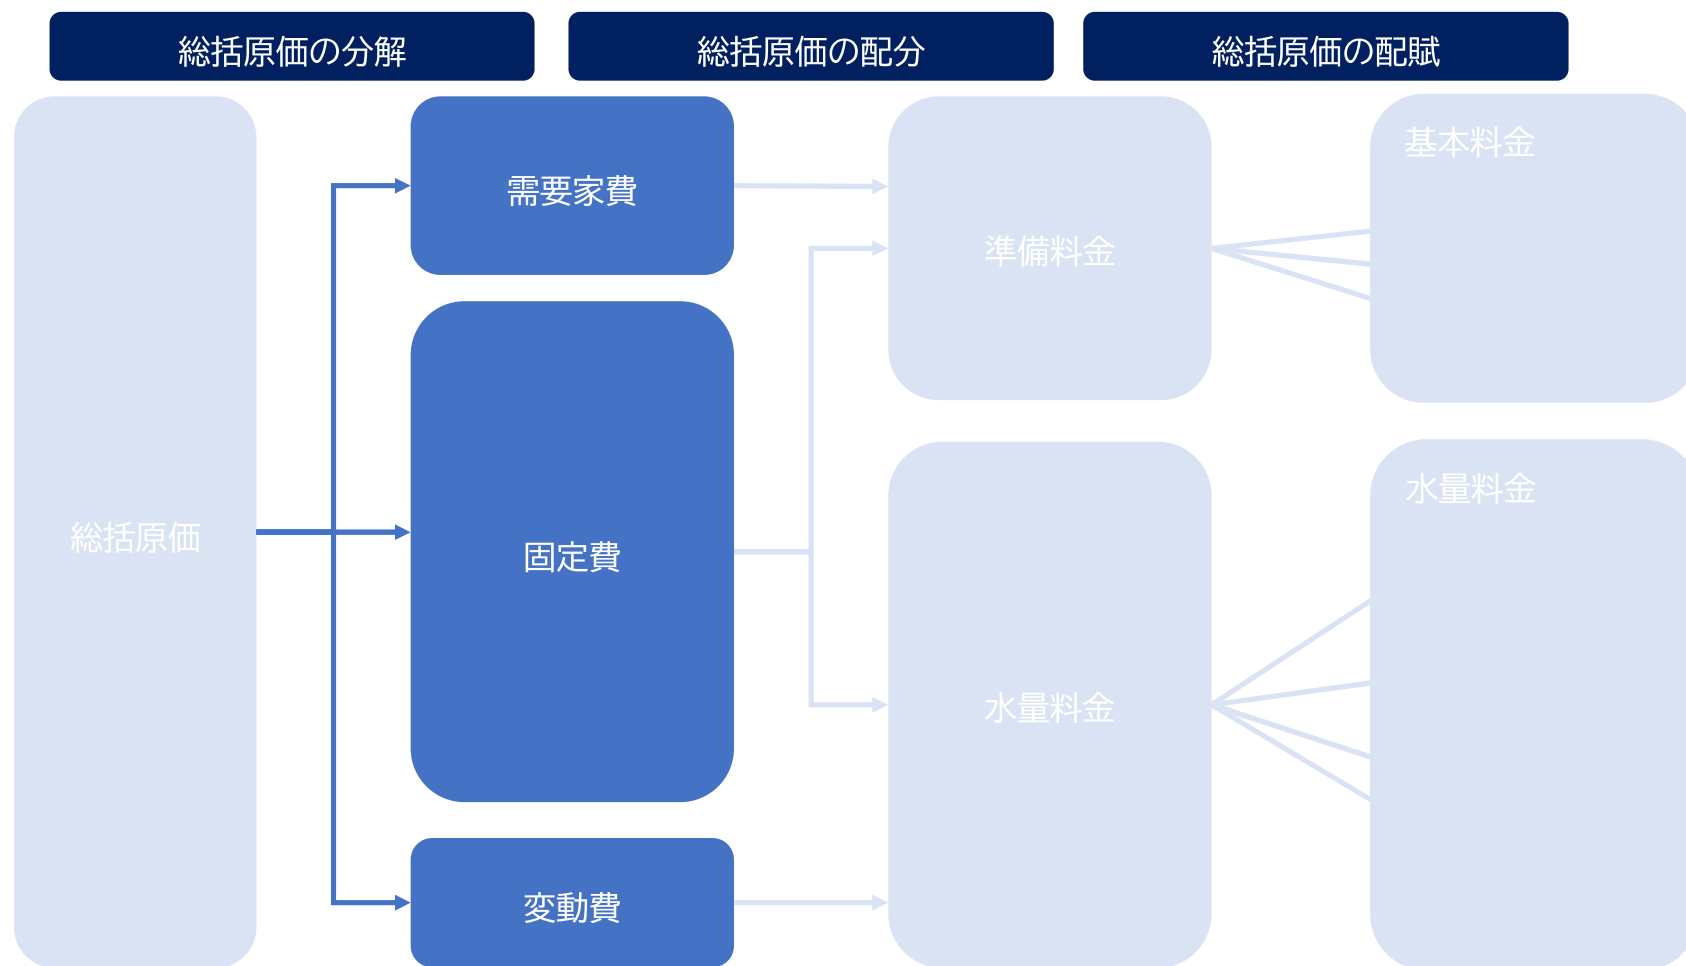 総括原価の分解
総括原価の配分
総括原価の配賦
総括原価
需要家費
固定費
変動費
準備料金
水量料金
基本料金
水量料金